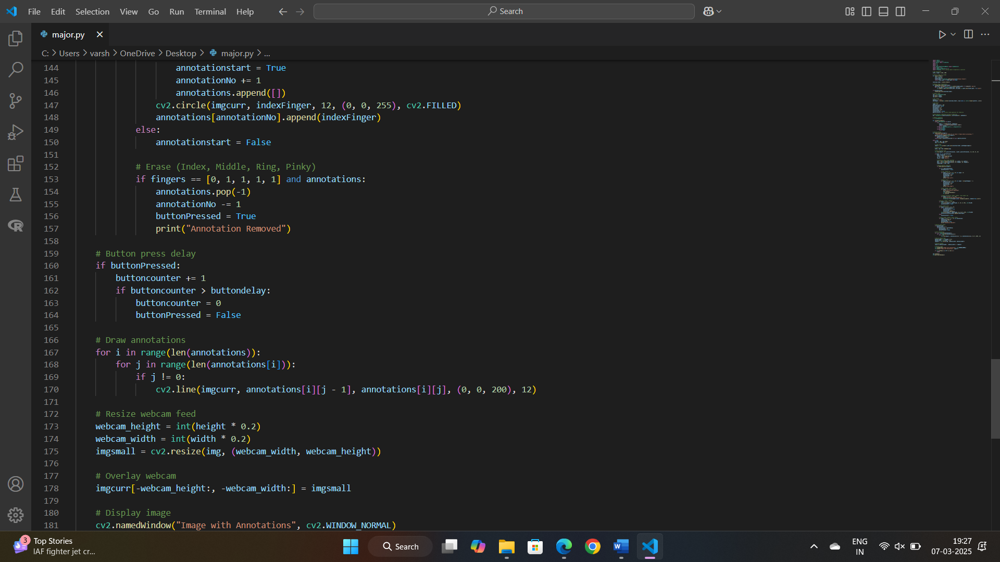 File Edit Selection View Go Run Terminal Help Search
major.py
C: > Users > varsh > OneDrive > Desktop > major.py > ...
144 annotationstart = True
145 annotationNo += 1
146 annotations.append([])
147 cv2.circle(imgcurr, indexFinger, 12, (0, 0, 255), cv2.FILLED)
148 annotations[annotationNo].append(indexFinger)
149 else:
150 annotationstart = False
151
152 # Erase (Index, Middle, Ring, Pinky)
153 if fingers == [0, 1, 1, 1, 1] and annotations:
154 annotations.pop(-1)
155 annotationNo -= 1
156 buttonPressed = True
157 print("Annotation Removed")
158
159 # Button press delay
160 if buttonPressed:
161 buttoncounter += 1
162 if buttoncounter > buttondelay:
163 buttoncounter = 0
164 buttonPressed = False
165
166 # Draw annotations
167 for i in range(len(annotations)):
168 for j in range(len(annotations[i])):
169 if j != 0:
170 cv2.line(imgcurr, annotations[i][j - 1], annotations[i][j], (0, 0, 200), 12)
171
172 # Resize webcam feed
173 webcam_height = int(height * 0.2)
174 webcam_width = int(width * 0.2)
175 imgsmall = cv2.resize(img, (webcam_width, webcam_height))
176
177 # Overlay webcam
178 imgcurr[-webcam_height:, -webcam_width:] = imgsmall
179
180 # Display image
181 cv2.namedWindow("Image with Annotations", cv2.WINDOW_NORMAL)
3 Top Stories
IAF fighter jet cr...
Search
ENG
IN
19:27
07-03-2025